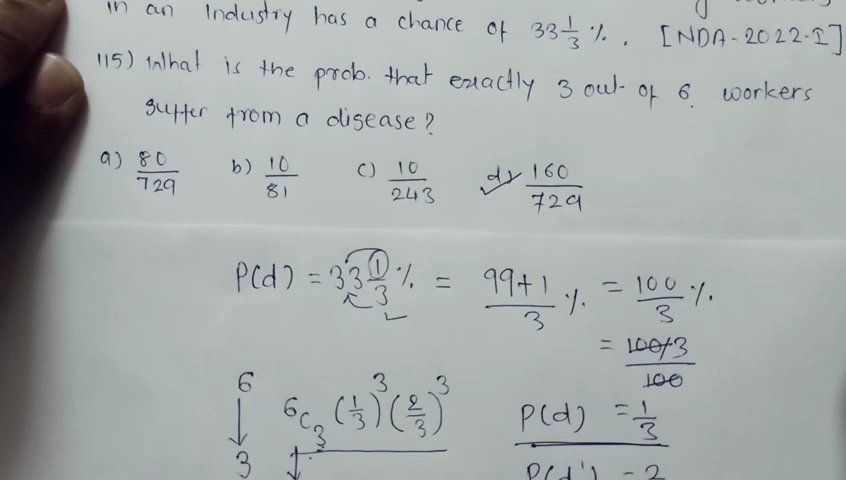 in an Industry has a chance of 33 1/3 %. [NDA-2022-I]
115) What is the prob. that exactly 3 out of 6 workers
suffer from a disease?
a) 80/729 b) 10/81 c) 10/243 d) 160/729
P(d) = 33 1/3 % = 99+1/3 % = 100/3 %.
= 100/3/100
6 6C3 (1/3)^3 (2/3)^3 P(d) = 1/3
3 P(d') = 2